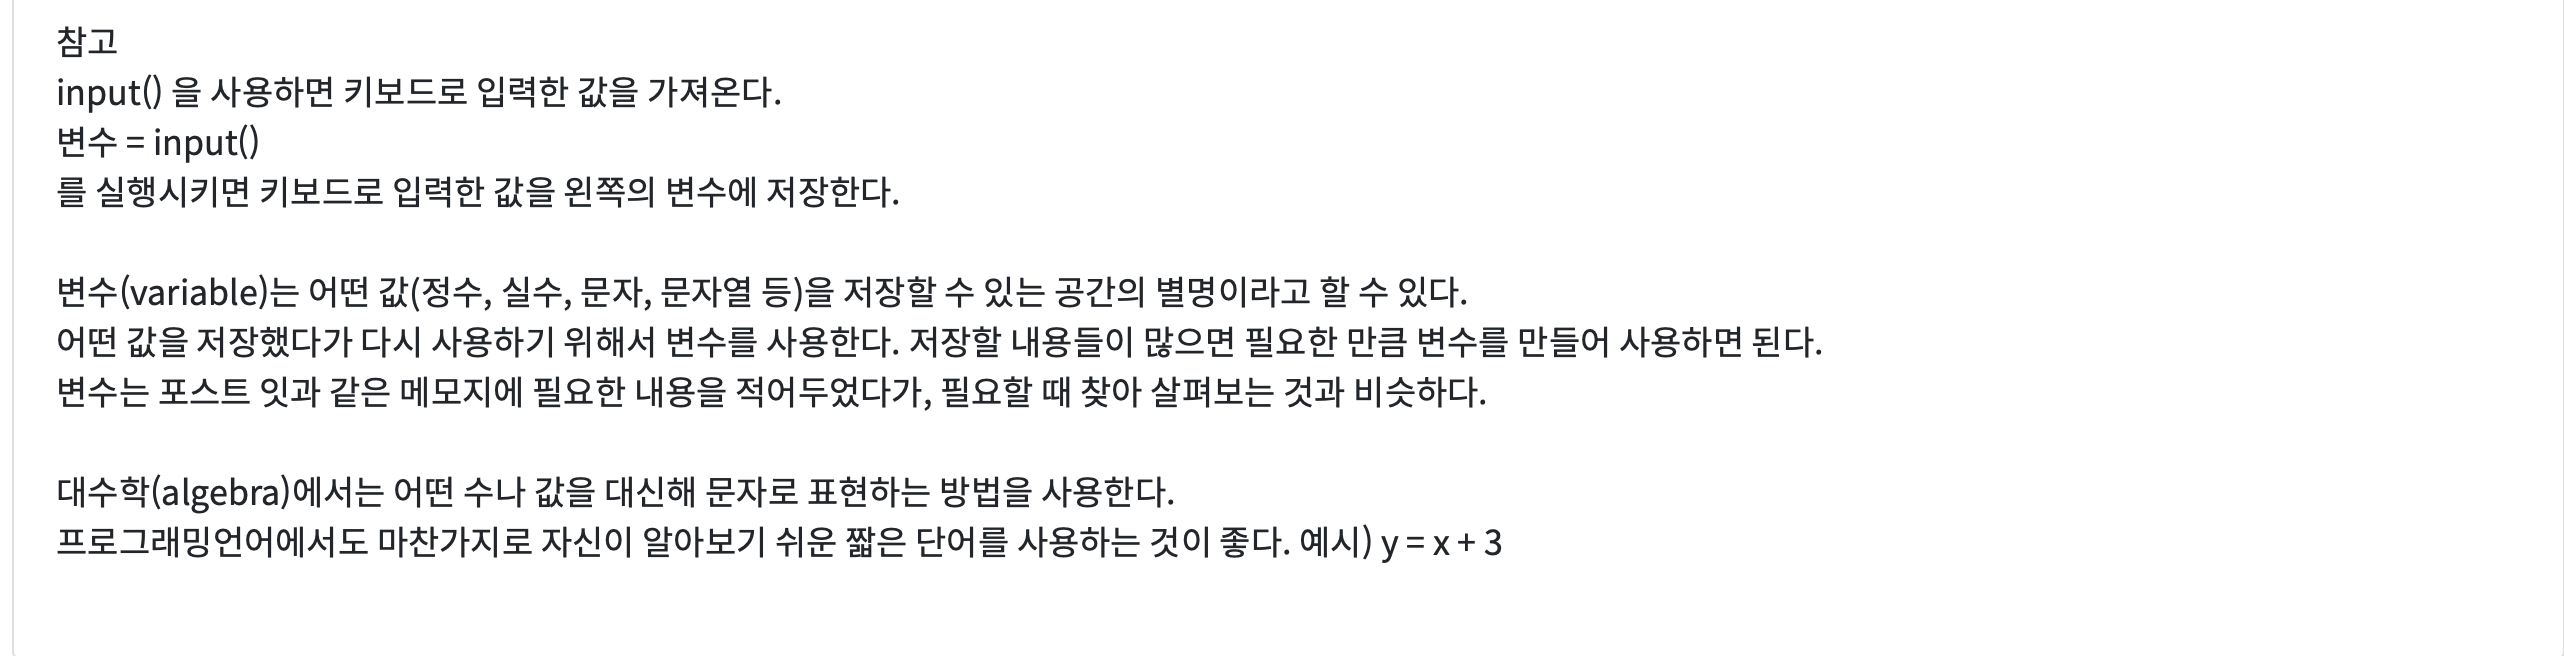 참고
input() 을 사용하면 키보드로 입력한 값을 가져온다.
변수 = input()
를 실행시키면 키보드로 입력한 값을 왼쪽의 변수에 저장한다.
변수(variable)는 어떤 값(정수, 실수, 문자, 문자열 등)을 저장할 수 있는 공간의 별명이라고 할 수 있다.
어떤 값을 저장했다가 다시 사용하기 위해서 변수를 사용한다. 저장할 내용들이 많으면 필요한 만큼 변수를 만들어 사용하면 된다.
변수는 포스트 잇과 같은 메모지에 필요한 내용을 적어두었다가, 필요할 때 찾아 살펴보는 것과 비슷하다.
대수학(algebra)에서는 어떤 수나 값을 대신해 문자로 표현하는 방법을 사용한다.
프로그래밍언어에서도 마찬가지로 자신이 알아보기 쉬운 짧은 단어를 사용하는 것이 좋다. 예시) y = x + 3